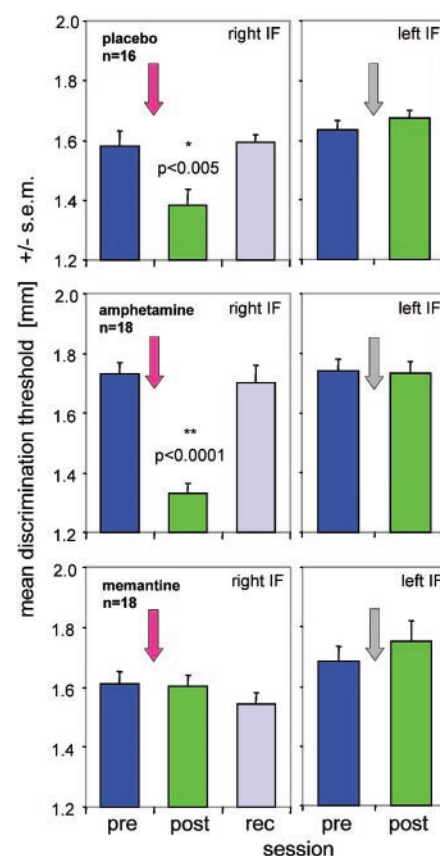 mean discrimination threshold [mm] +/- s.e.m.
2.0
1.8
1.6
1.4
1.2
placebo
n=16
right IF
*
p<0.005
left IF
2.0
1.8
1.6
1.4
1.2
amphetamine
n=18
right IF
**
p<0.0001
left IF
2.0
1.8
1.6
1.4
1.2
memantine
n=18
right IF
left IF
pre post rec pre post
session